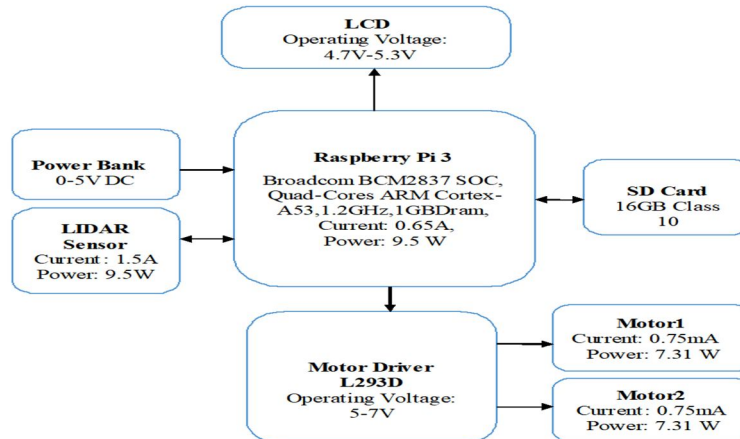 LCD
Operating Voltage:
4.7V-5.3V
Power Bank
0-5V DC
LIDAR
Sensor
Current : 1.5A
Power: 9.5W
Raspberry Pi 3
Broadcom BCM2837 SOC,
Quad-Cores ARM Cortex-
A53,1.2GHz,1GBDram,
Current: 0.65A,
Power: 9.5 W
SD Card
16GB Class
10
Motor Driver
L293D
Operating Voltage:
5-7V
Motor1
Current: 0.75mA
Power: 7.31 W
Motor2
Current: 0.75mA
Power: 7.31 W